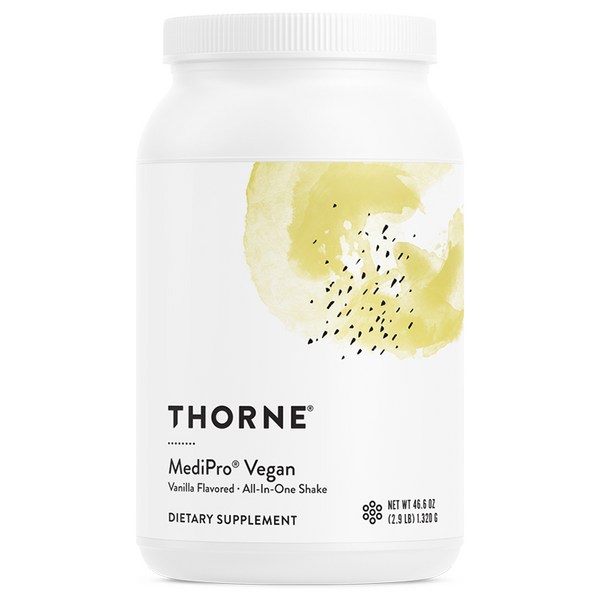 THORNE®
MediPro® Vegan
Vanilla Flavored · All-In-One Shake
DIETARY SUPPLEMENT
NET WT 46.6 OZ
(2.9 LB) 1,320 G